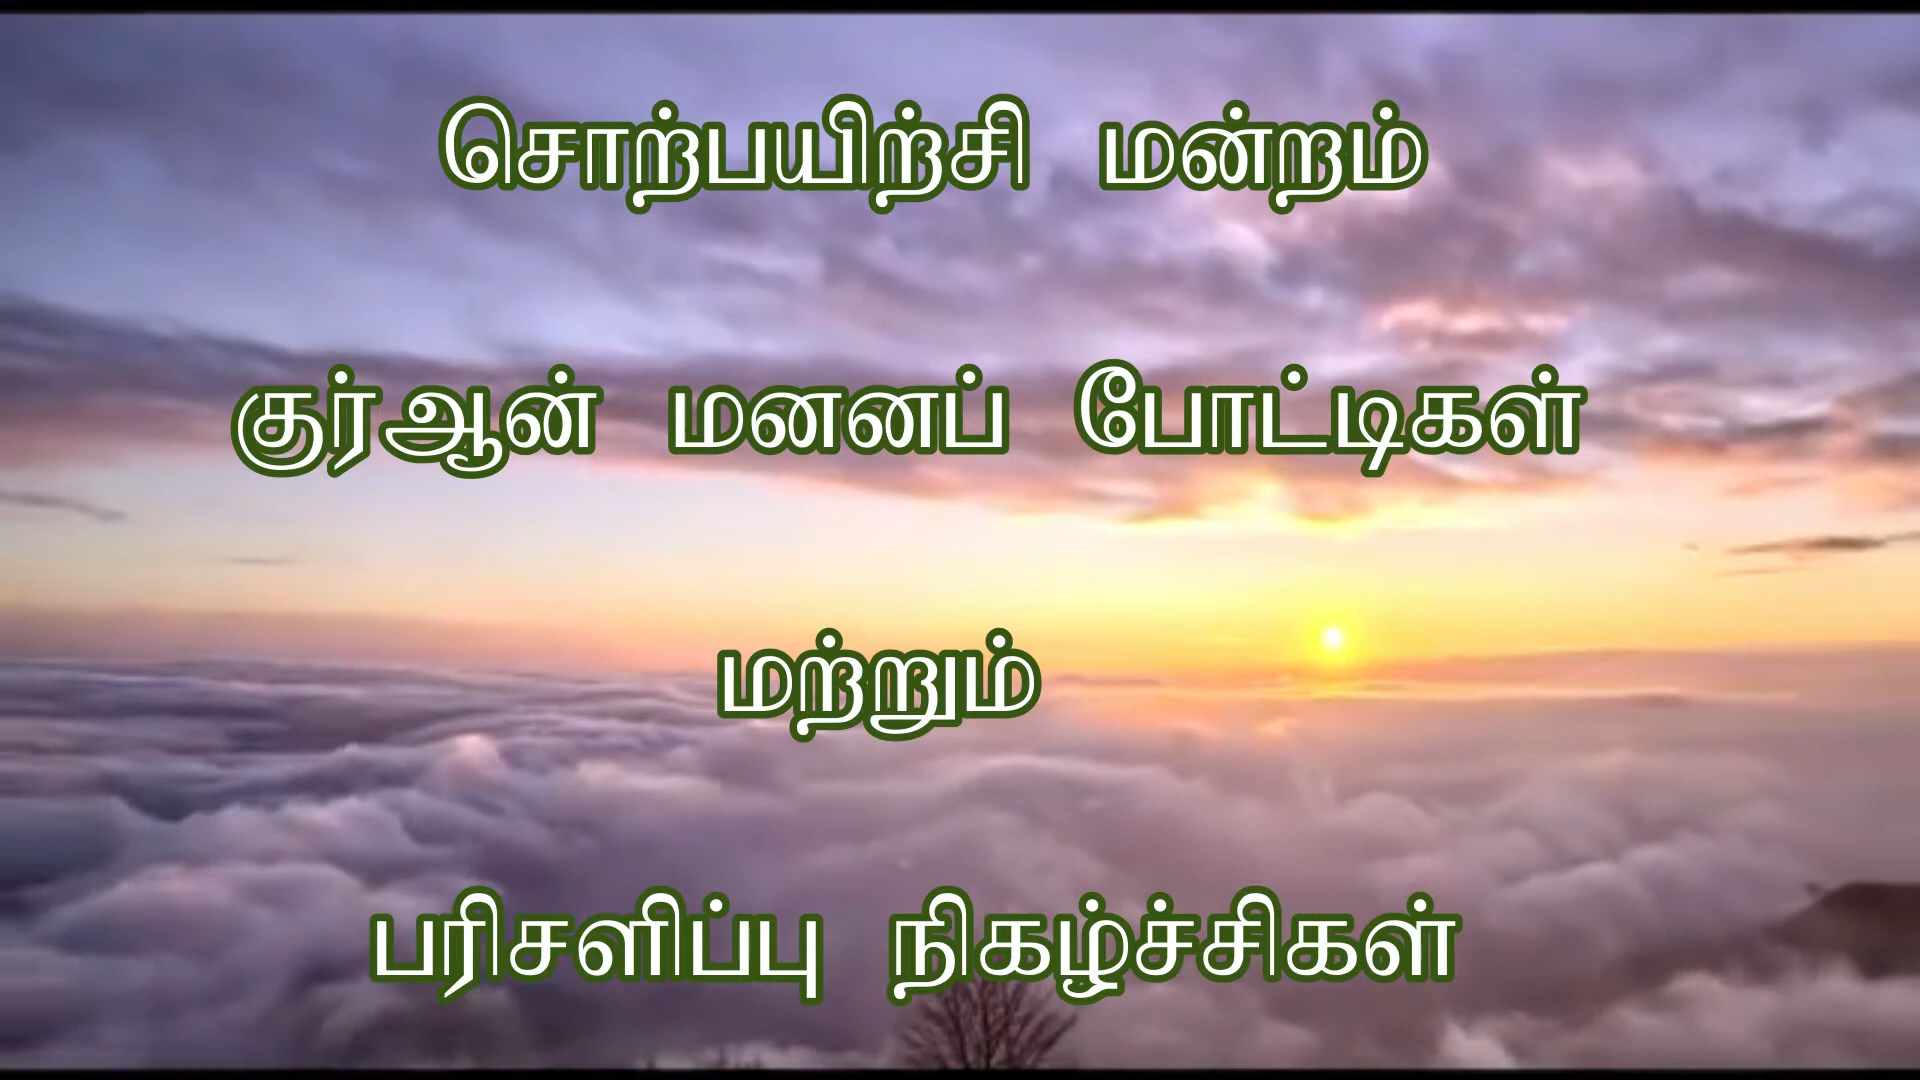 சொற்பயிற்சி மன்றம்
குர்ஆன் மனனப் போட்டிகள்
மற்றும்
பரிசளிப்பு நிகழ்ச்சிகள்